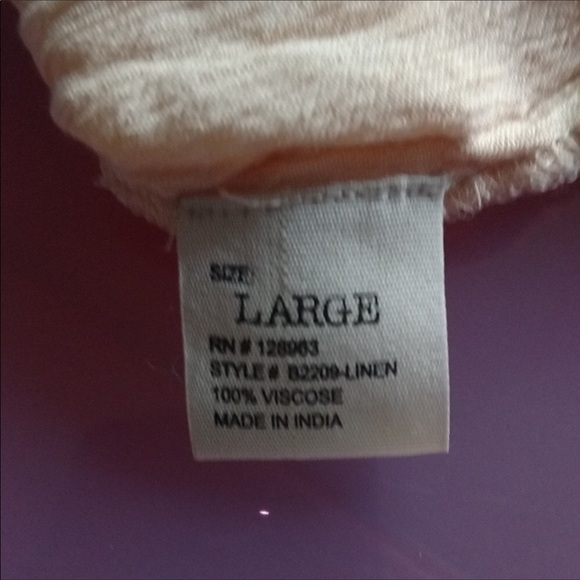 SIZE
LARGE
RN # 128963
STYLE # B2209-LINEN
100% VISCOSE
MADE IN INDIA